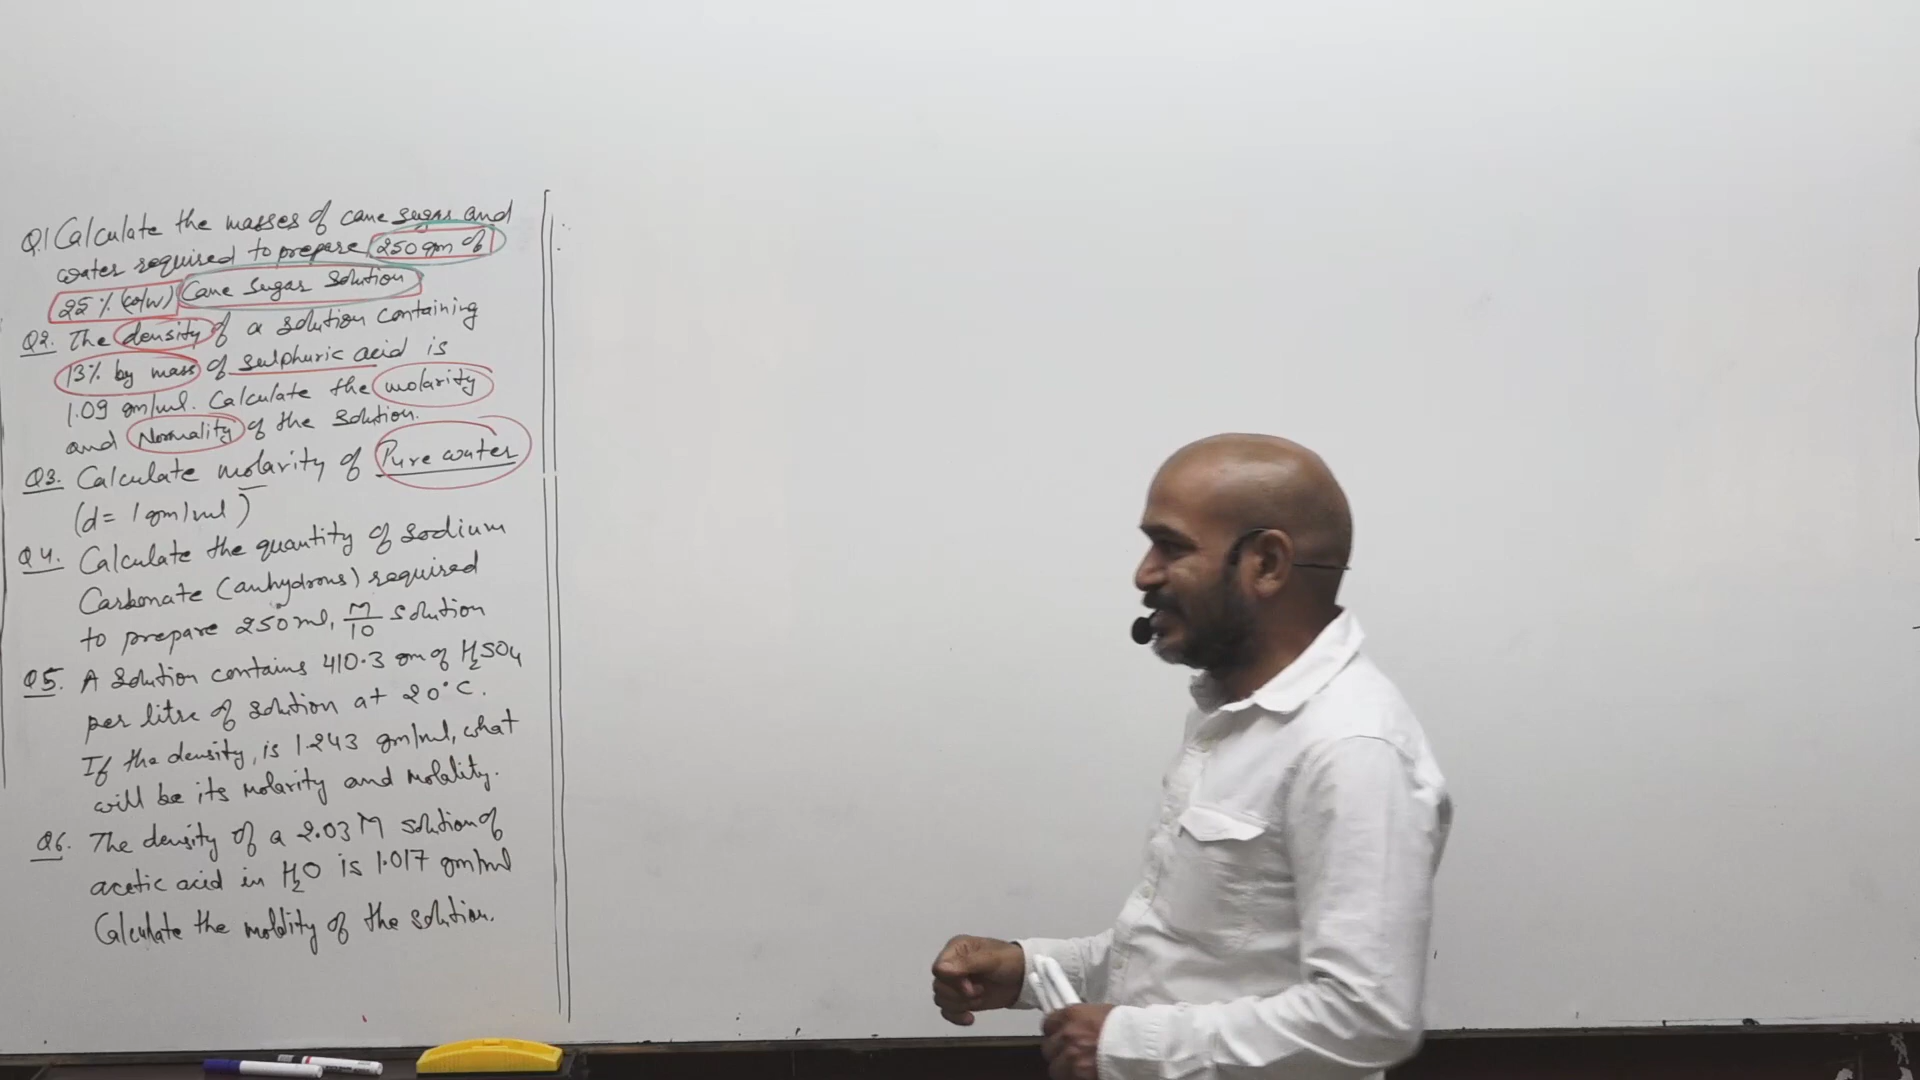 Q.1 Calculate the masses of cane sugar and
water required to prepare 250 gm of
25% (w/w) Cane sugar solution
Q2. The density of a solution containing
13% by mass of sulphuric acid is
1.09 gm/ml. Calculate the molarity
and Normality of the solution.
Q3. Calculate molarity of Pure water
(d = 1 gm/ml)
Q4. Calculate the quantity of sodium
Carbonate (anhydrous) required
to prepare 250 ml, M/10 solution
Q5. A solution contains 410.3 gm of H2SO4
per litre of solution at 20°C.
If the density, is 1.243 gm/ml, what
will be its molarity and molality.
Q6. The density of a 2.03 M solution of
acetic acid in H2O is 1.017 gm/ml
Calculate the molality of the solution.